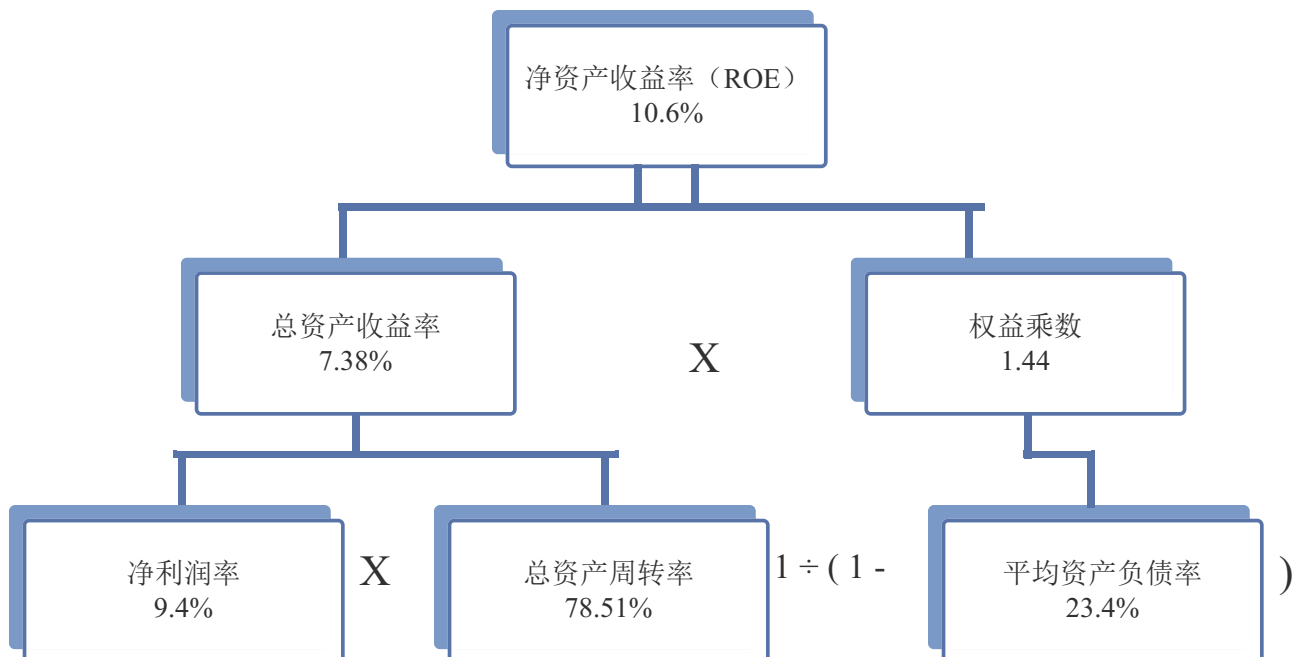 净资产收益率（ROE）
10.6%
总资产收益率
7.38%
X
权益乘数
1.44
净利润率
9.4%
X
总资产周转率
78.51%
1 ÷ ( 1 -
平均资产负债率
23.4%
)